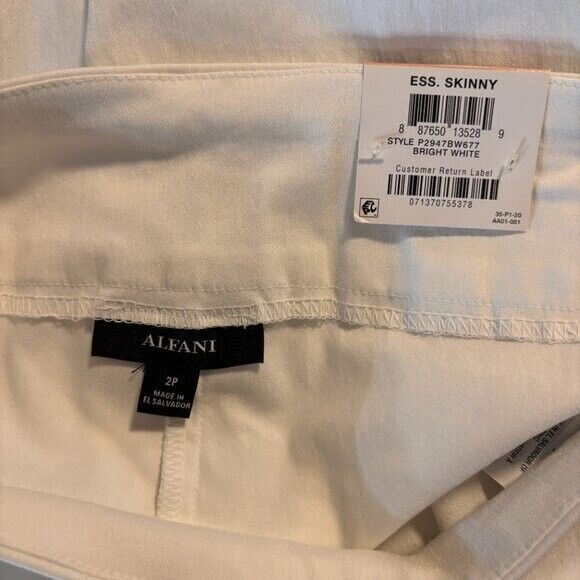 ESS. SKINNY
8 87650 13528 9
STYLE P2947BW677
BRIGHT WHITE
Customer Return Label
071370755378
35-P1-20
AA01-001
ALFANI
2P
MADE IN
EL SALVADOR